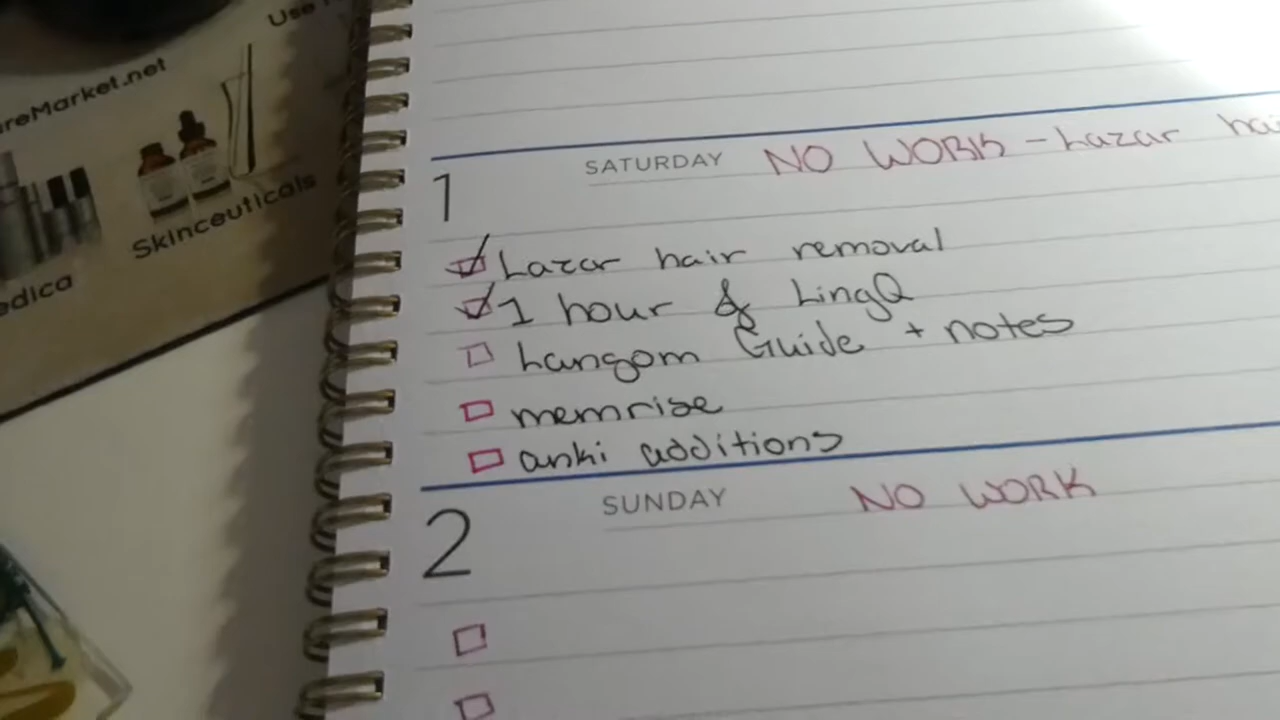 Use
reMarket.net
Skinceuticals
edica
SATURDAY NO WORK - Lazar hai
1
Lazar hair removal
1 hour & LingQ
Langom Guide + notes
memrise
anki additions
SUNDAY NO WORK
2